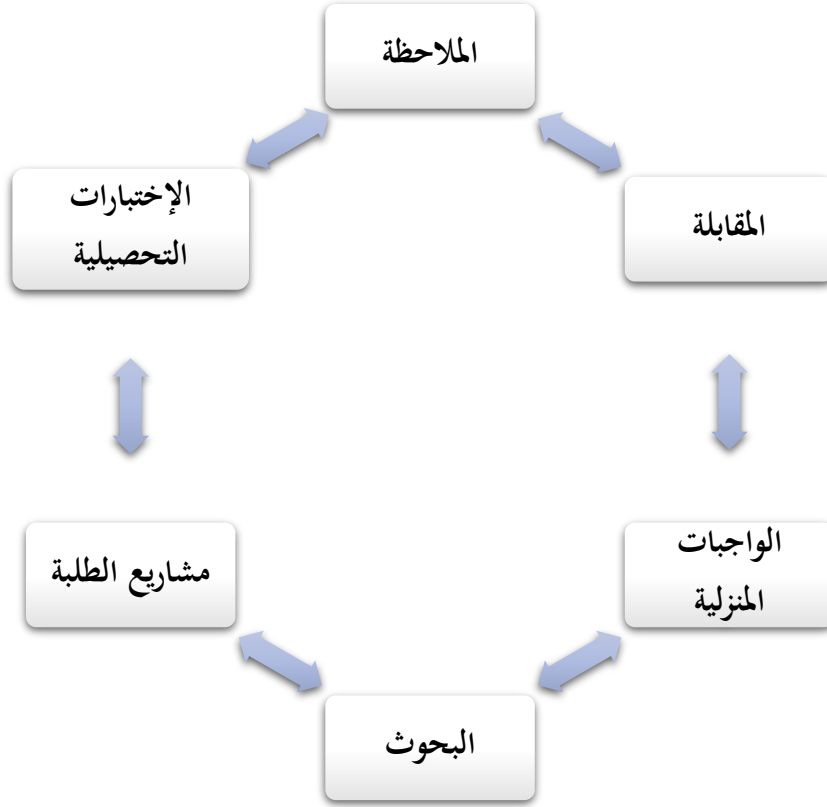 الملاحظة
المقابلة
الإختبارات
التحصيلية
الواجبات
المنزلية
مشاريع الطلبة
البحوث